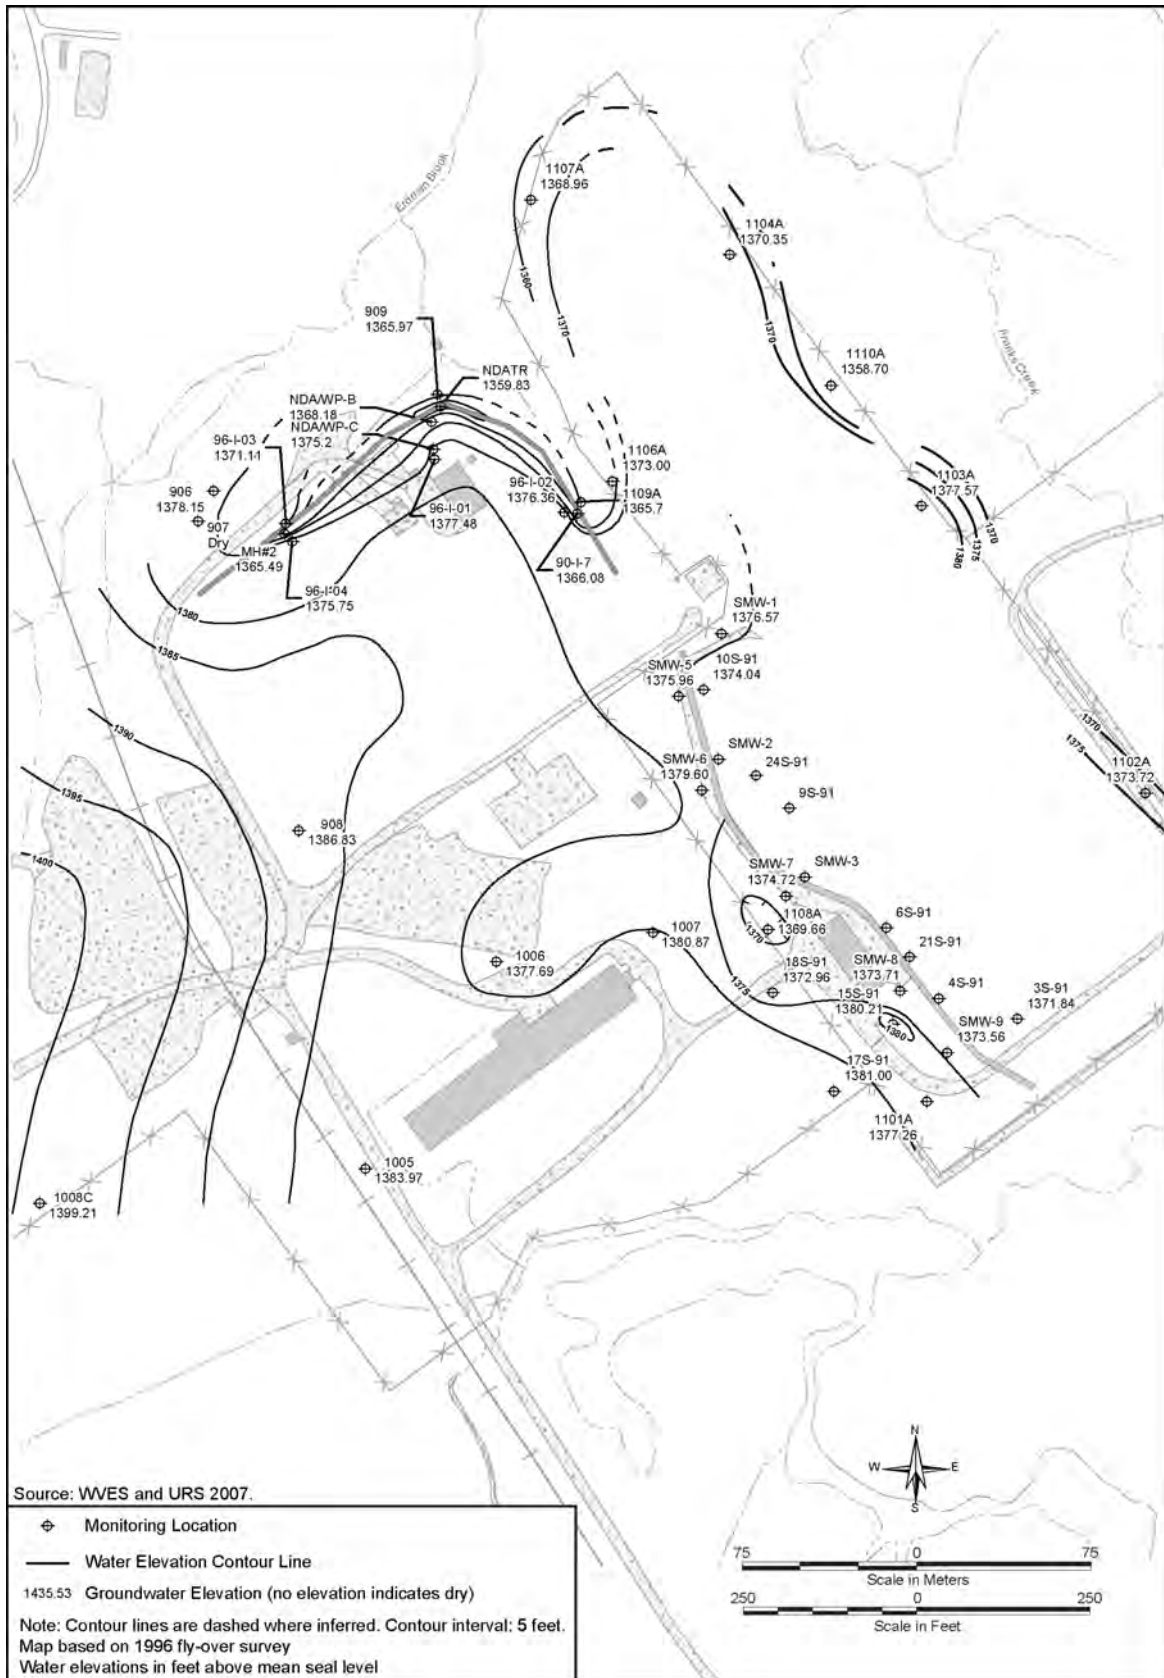 Erdman Brook
1107A
1368.96
1360
1370
1104A
1370.35
1370
Franks Creek
909
1365.97
NDATR
1359.83
1110A
1358.70
NDA/WP-B
1368.18
NDA/WP-C
1375.2
96-I-03
1371.11
906
1378.15
907
Dry
MH#2
1365.49
96-I-04
1375.75
96-I-01
1377.48
96-I-02
1376.36
1106A
1373.00
1109A
1365.7
90-I-7
1366.08
1103A
1377.57
1370
1375
1380
1380
1385
1390
1395
1400
SMW-1
1376.57
SMW-5
1375.96
10S-91
1374.04
SMW-2
SMW-6
1379.60
24S-91
9S-91
1370
1375
1102A
1373.72
908
1386.83
SMW-7
1374.72
SMW-3
1108A
1369.66
1370
6S-91
21S-91
1007
1380.87
1006
1377.69
18S-91
1372.96
1375
SMW-8
1373.71
15S-91
1380.21
1380
4S-91
3S-91
1371.84
SMW-9
1373.56
17S-91
1381.00
1101A
1377.26
1005
1383.97
1008C
1399.21
N
W
E
S
Source: WVES and URS 2007.
Monitoring Location
Water Elevation Contour Line
1435.53 Groundwater Elevation (no elevation indicates dry)
Note: Contour lines are dashed where inferred. Contour interval: 5 feet.
Map based on 1996 fly-over survey
Water elevations in feet above mean seal level
75 0 75
Scale in Meters
250 0 250
Scale in Feet